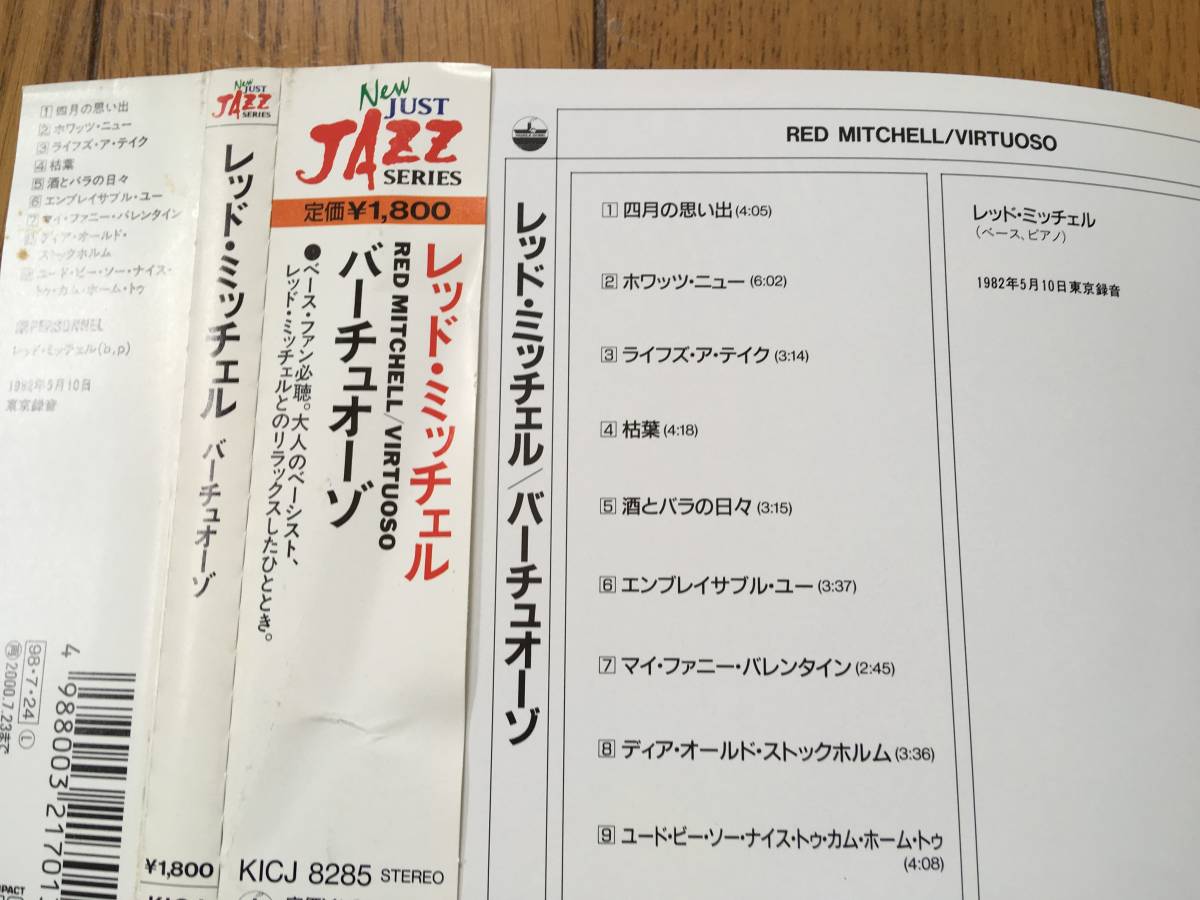 1 四月の思い出
2 ホワッツ・ニュー
3 ライフズ・ア・テイク
4 枯葉
5 酒とバラの日々
6 エンブレイサブル・ユー
7 マイ・ファニー・バレンタイン
ディア・オールド・
ストックホルム
ユード・ビー・ソー・ナイス・
トゥ・カム・ホーム・トゥ
PERSONNEL
レッド・ミッチェル(b,p)
1982年5月10日
東京録音
98・7・24 L
再 2000.7.23まで
4 988003 21701
New JUST
JAZZ
SERIES
レッド・ミッチェル バーチュオーゾ
¥1,800
New
JUST
JAZZ
SERIES
定価¥1,800
レッド・ミッチェル
RED MITCHELL/VIRTUOSO
バーチュオーゾ
●ベース・ファン必聴。大人のベーシスト、
レッド・ミッチェルとのリラックスしたひととき。
KICJ 8285 STEREO
レッド・ミッチェル/バーチュオーゾ
RED MITCHELL/VIRTUOSO
1 四月の思い出(4:05)
2 ホワッツ・ニュー(6:02)
3 ライフズ・ア・テイク(3:14)
4 枯葉(4:18)
5 酒とバラの日々(3:15)
6 エンブレイサブル・ユー(3:37)
7 マイ・ファニー・バレンタイン(2:45)
8 ディア・オールド・ストックホルム(3:36)
9 ユード・ビー・ソー・ナイス・トゥ・カム・ホーム・トゥ
(4:08)
レッド・ミッチェル
(ベース、ピアノ)
1982年5月10日東京録音